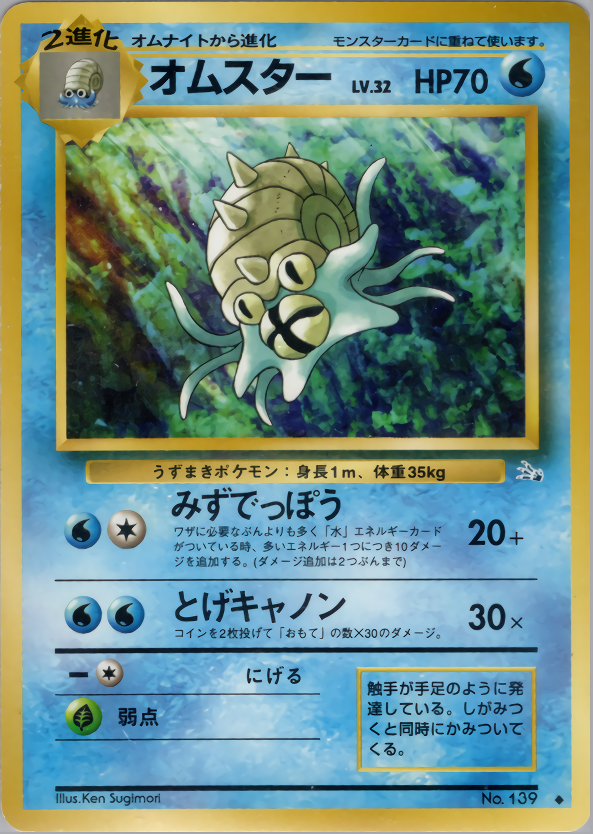 2進化
オムナイトから進化
モンスターカードに重ねて使います。
オムスター LV.32 HP70
うずまきポケモン：身長1m、体重35kg
みずでっぽう
ワザに必要なぶんよりも多く「水」エネルギーカード
がついている時、多いエネルギー1つにつき10ダメー
ジを追加する。(ダメージ追加は2つぶんまで)
20+
とげキャノン
コインを2枚投げて「おもて」の数×30のダメージ。
30×
にげる
弱点
触手が手足のように発
達している。しがみつ
くと同時にかみついて
くる。
Illus.Ken Sugimori
No. 139